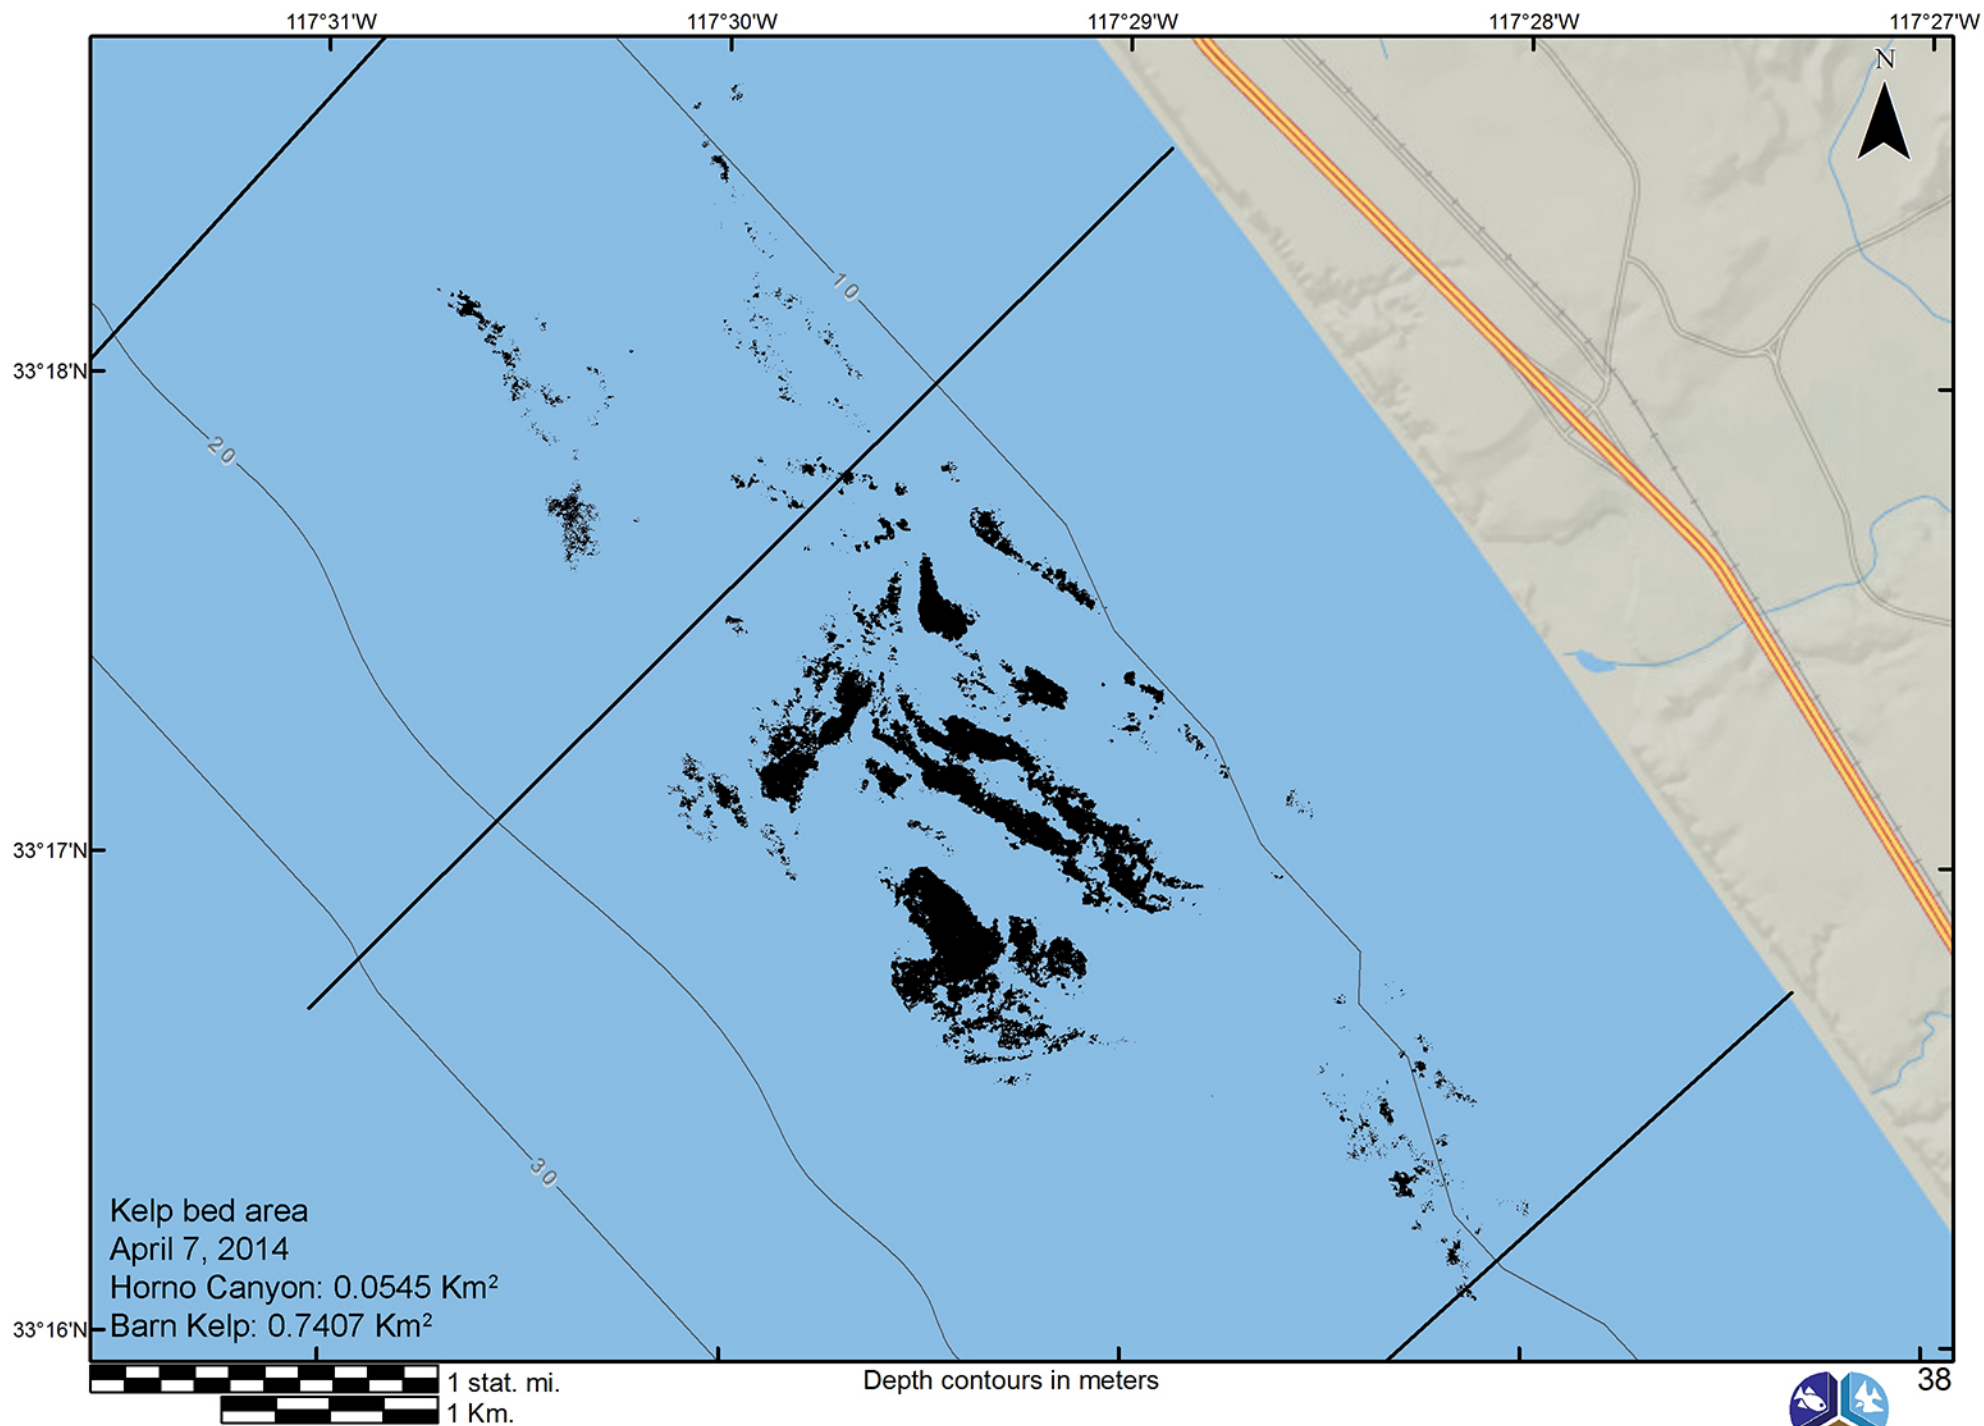 117°31'W 117°30'W 117°29'W 117°28'W 117°27'W
N
10
33°18'N
20
33°17'N
30
Kelp bed area
April 7, 2014
Horno Canyon: 0.0545 Km²
Barn Kelp: 0.7407 Km²
33°16'N
1 stat. mi.
Depth contours in meters
38
1 Km.